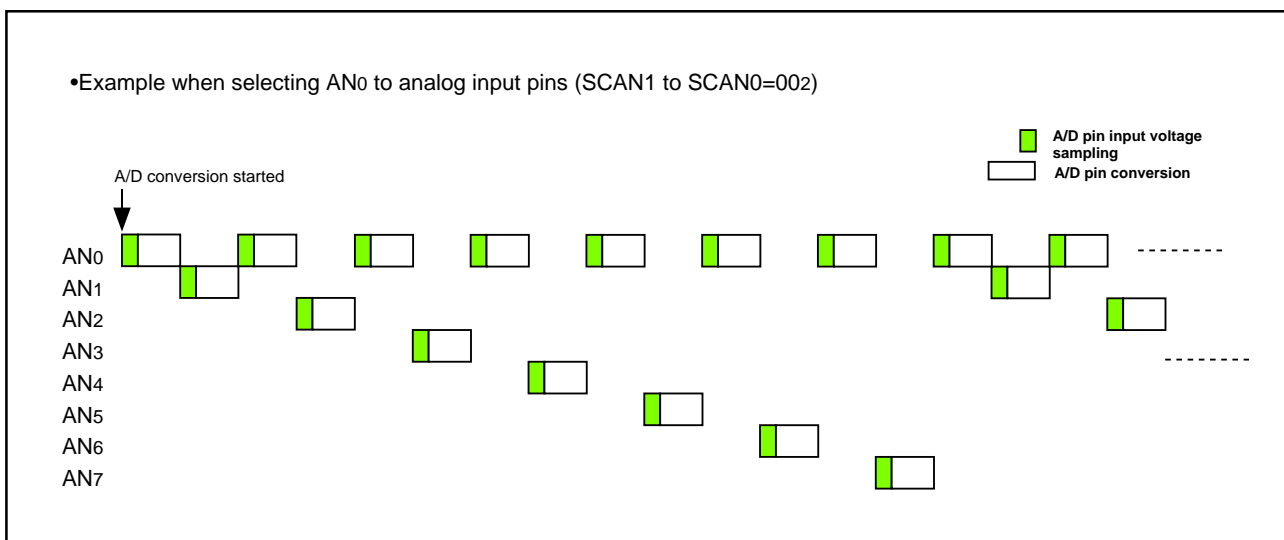 •Example when selecting AN0 to analog input pins (SCAN1 to SCAN0=002)
A/D pin input voltage
sampling
A/D pin conversion
A/D conversion started
AN0
AN1
AN2
AN3
AN4
AN5
AN6
AN7